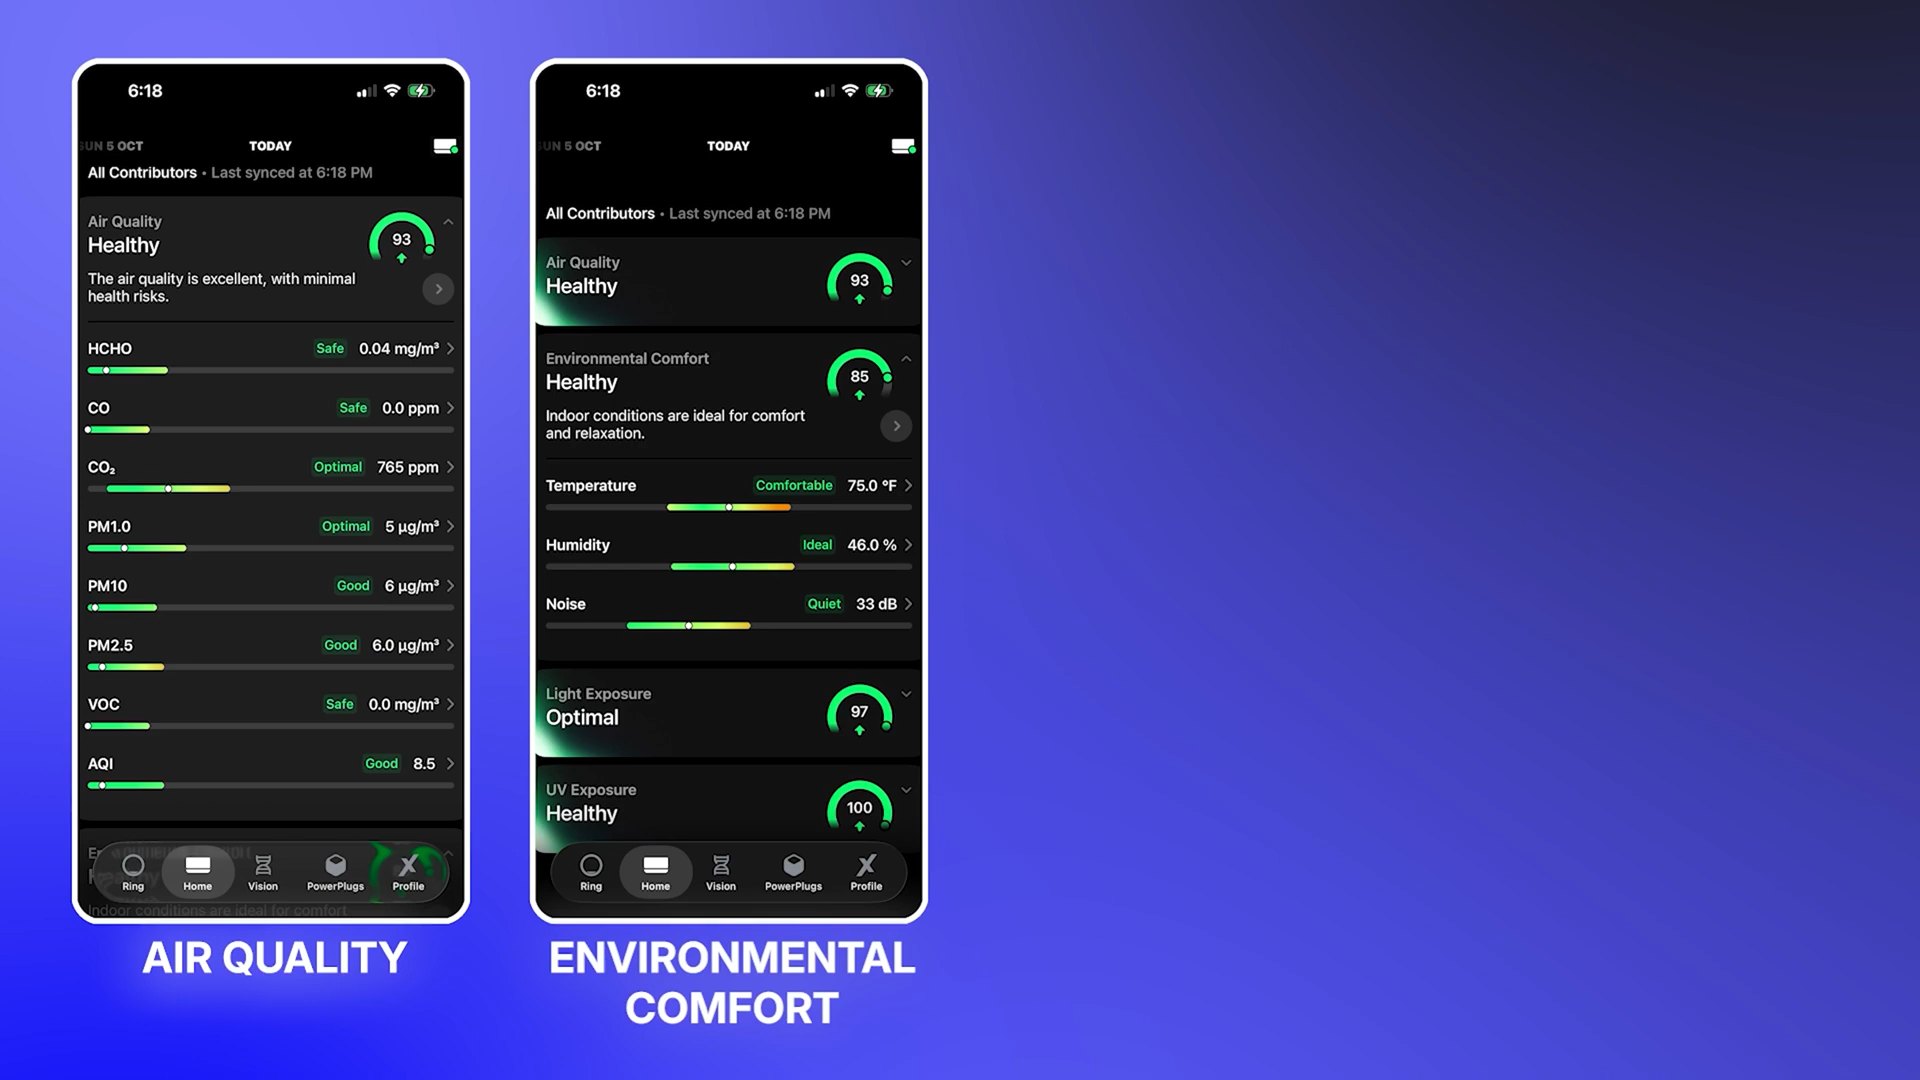 6:18
SUN 5 OCT
TODAY
All Contributors • Last synced at 6:18 PM
Air Quality
Healthy
93
The air quality is excellent, with minimal
health risks.
HCHO Safe 0.04 mg/m³
CO Safe 0.0 ppm
CO₂ Optimal 765 ppm
PM1.0 Optimal 5 µg/m³
PM10 Good 6 µg/m³
PM2.5 Good 6.0 µg/m³
VOC Safe 0.0 mg/m³
AQI Good 8.5
Indoor conditions are ideal for comfort
Ring Home Vision PowerPlugs Profile
AIR QUALITY
6:18
SUN 5 OCT
TODAY
All Contributors • Last synced at 6:18 PM
Air Quality
Healthy
93
Environmental Comfort
Healthy
85
Indoor conditions are ideal for comfort
and relaxation.
Temperature Comfortable 75.0 °F
Humidity Ideal 46.0 %
Noise Quiet 33 dB
Light Exposure
Optimal
97
UV Exposure
Healthy
100
Ring Home Vision PowerPlugs Profile
ENVIRONMENTAL
COMFORT